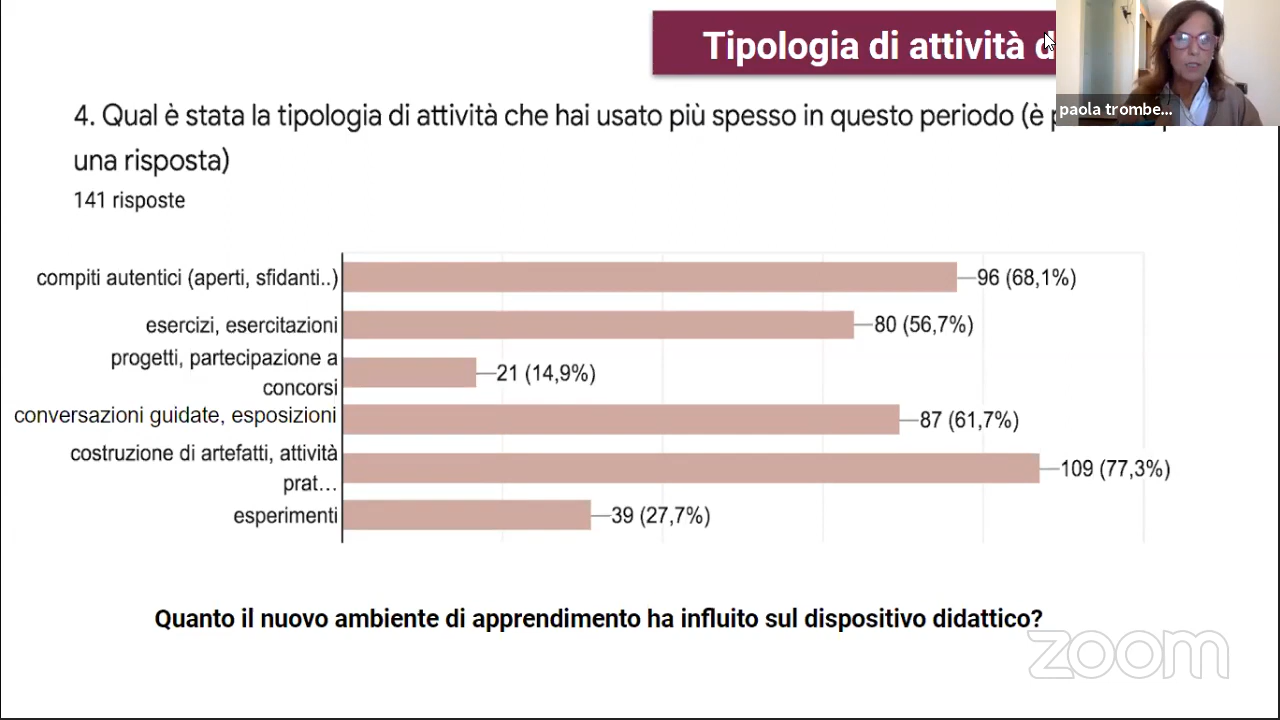 Tipologia di attività d
paola trombe...
4. Qual è stata la tipologia di attività che hai usato più spesso in questo periodo (è
una risposta)
141 risposte
compiti autentici (aperti, sfidanti..)
96 (68,1%)
esercizi, esercitazioni
80 (56,7%)
progetti, partecipazione a
concorsi
21 (14,9%)
conversazioni guidate, esposizioni
87 (61,7%)
costruzione di artefatti, attività
prat…
109 (77,3%)
esperimenti
39 (27,7%)
Quanto il nuovo ambiente di apprendimento ha influito sul dispositivo didattico?
zoom